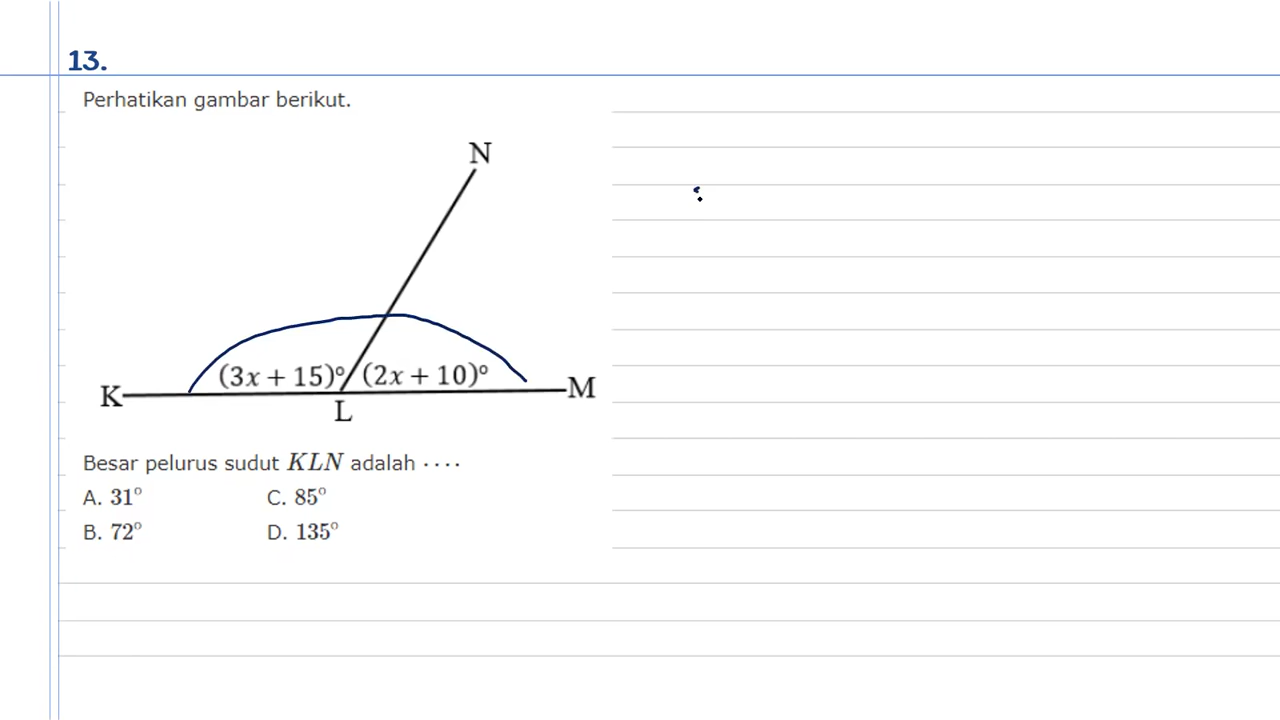 13.
Perhatikan gambar berikut.
N
(3x + 15)° (2x + 10)°
K M
L
Besar pelurus sudut KLN adalah ....
A. 31° C. 85°
B. 72° D. 135°